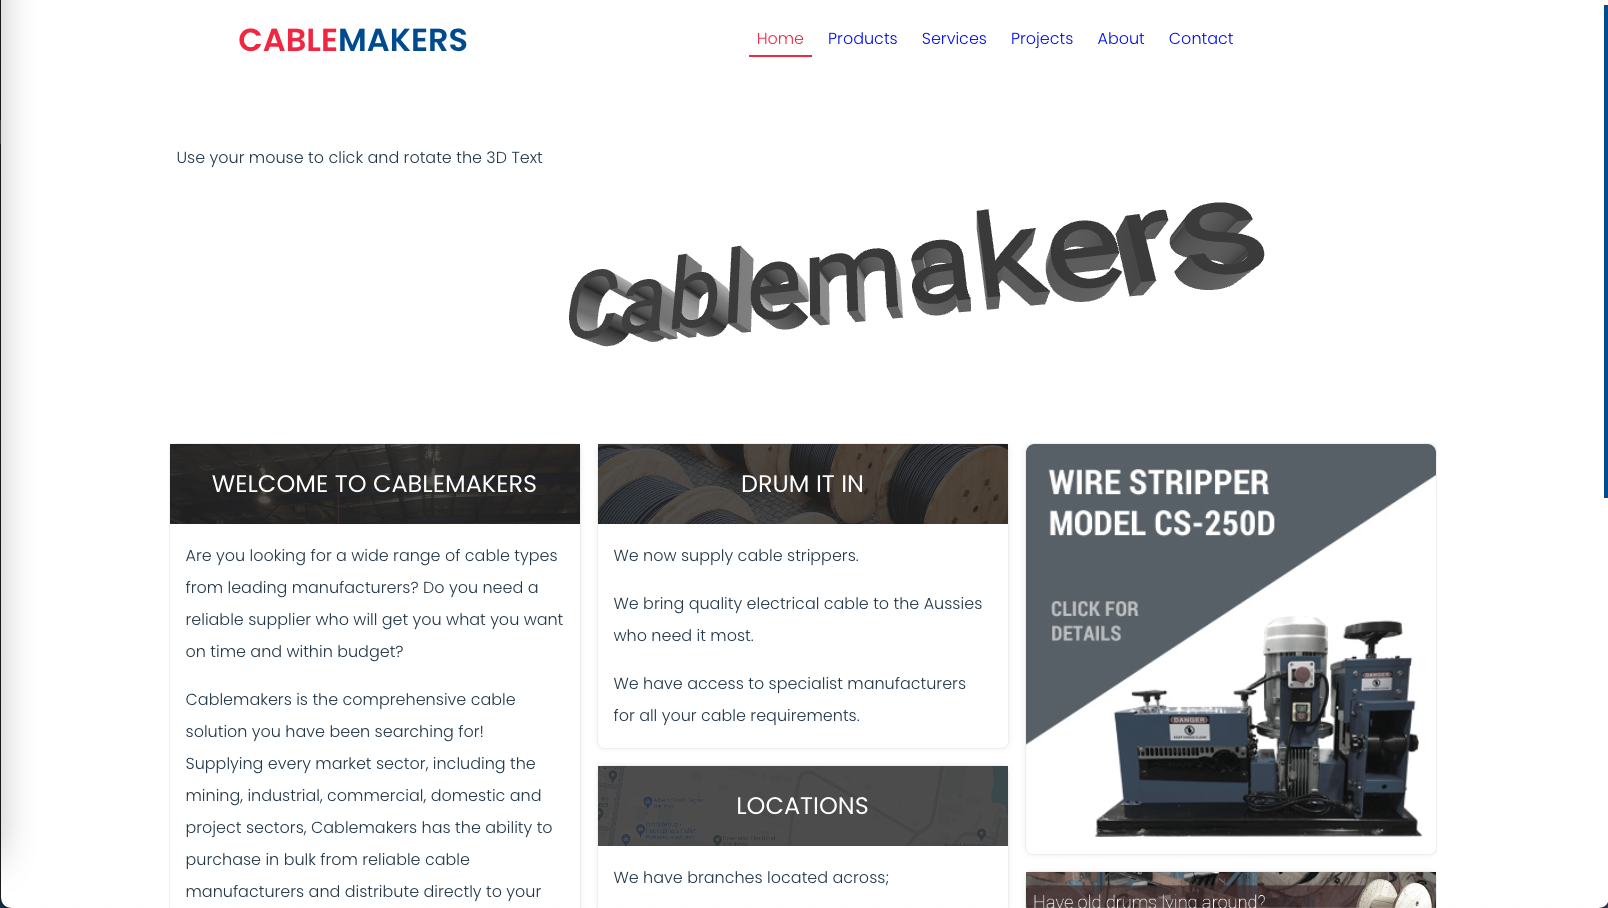 CABLEMAKERS
Home Products Services Projects About Contact
Use your mouse to click and rotate the 3D Text
Cablemakers
WELCOME TO CABLEMAKERS
Are you looking for a wide range of cable types
from leading manufacturers? Do you need a
reliable supplier who will get you what you want
on time and within budget?
Cablemakers is the comprehensive cable
solution you have been searching for!
Supplying every market sector, including the
mining, industrial, commercial, domestic and
project sectors, Cablemakers has the ability to
purchase in bulk from reliable cable
manufacturers and distribute directly to your
DRUM IT IN
We now supply cable strippers.
We bring quality electrical cable to the Aussies
who need it most.
We have access to specialist manufacturers
for all your cable requirements.
LOCATIONS
We have branches located across;
WIRE STRIPPER
MODEL CS-250D
CLICK FOR
DETAILS
DANGER
DANGER
Have old drums lying around?